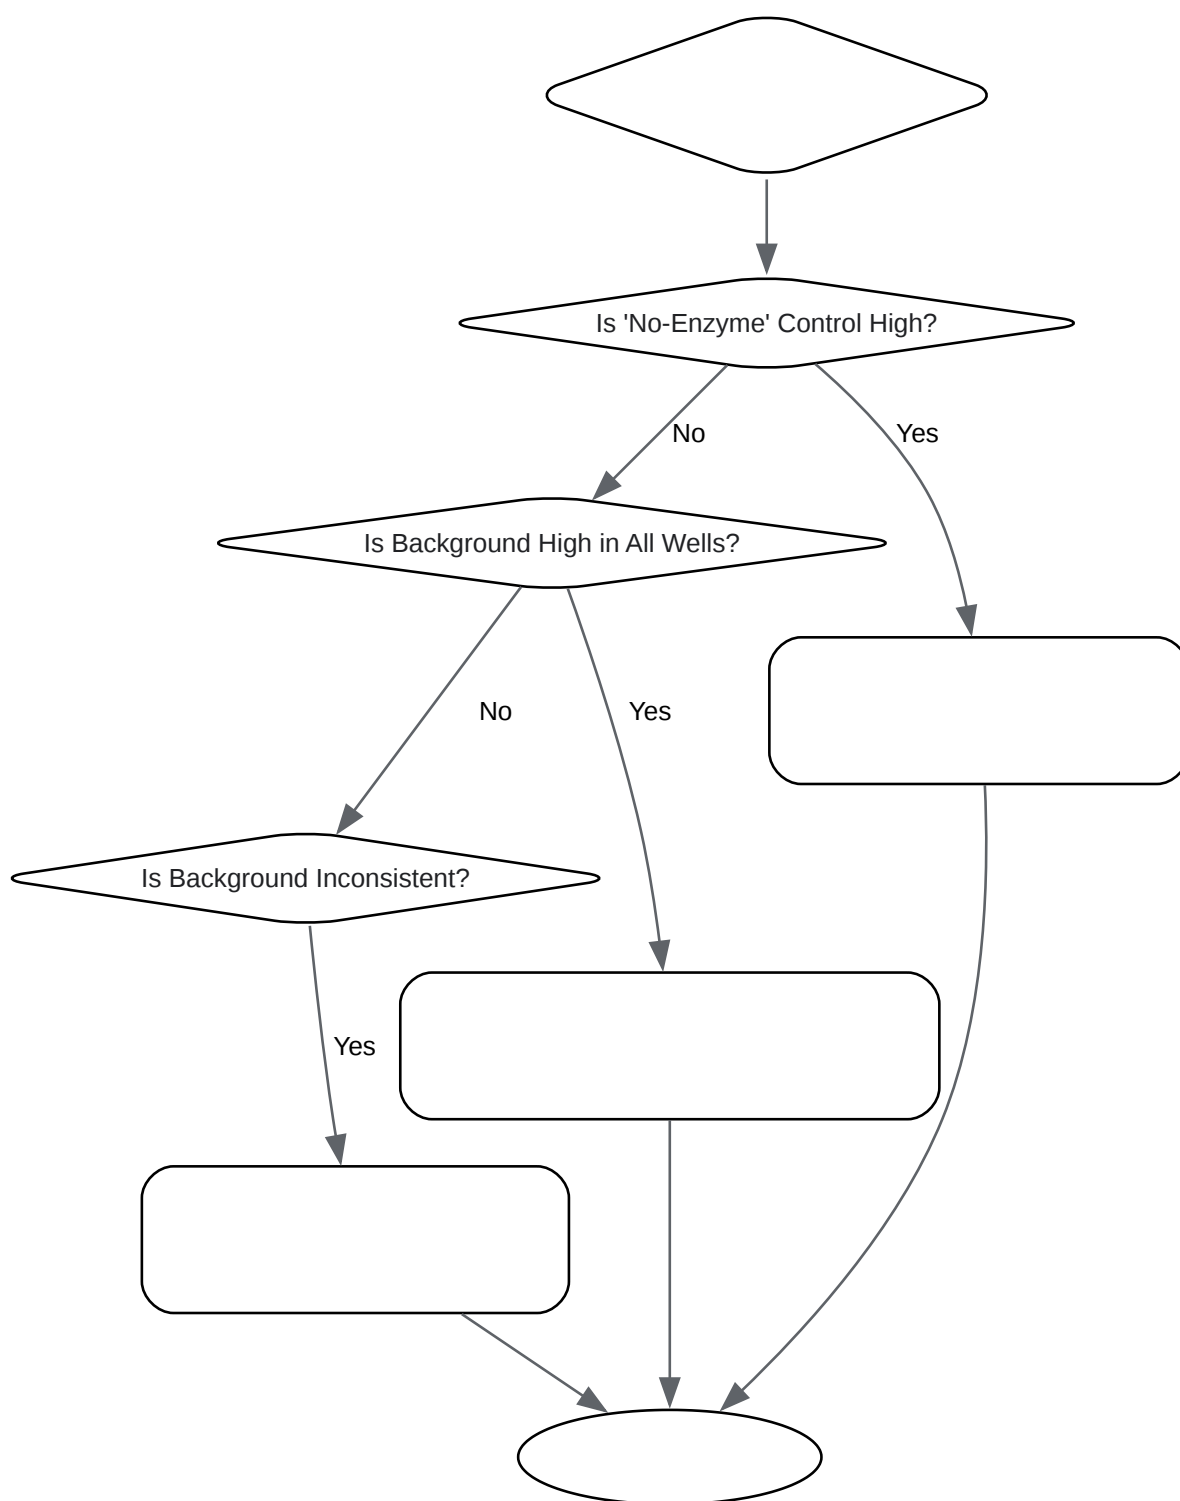 Is 'No-Enzyme' Control High?
No
Yes
Is Background High in All Wells?
No
Yes
Is Background Inconsistent?
Yes